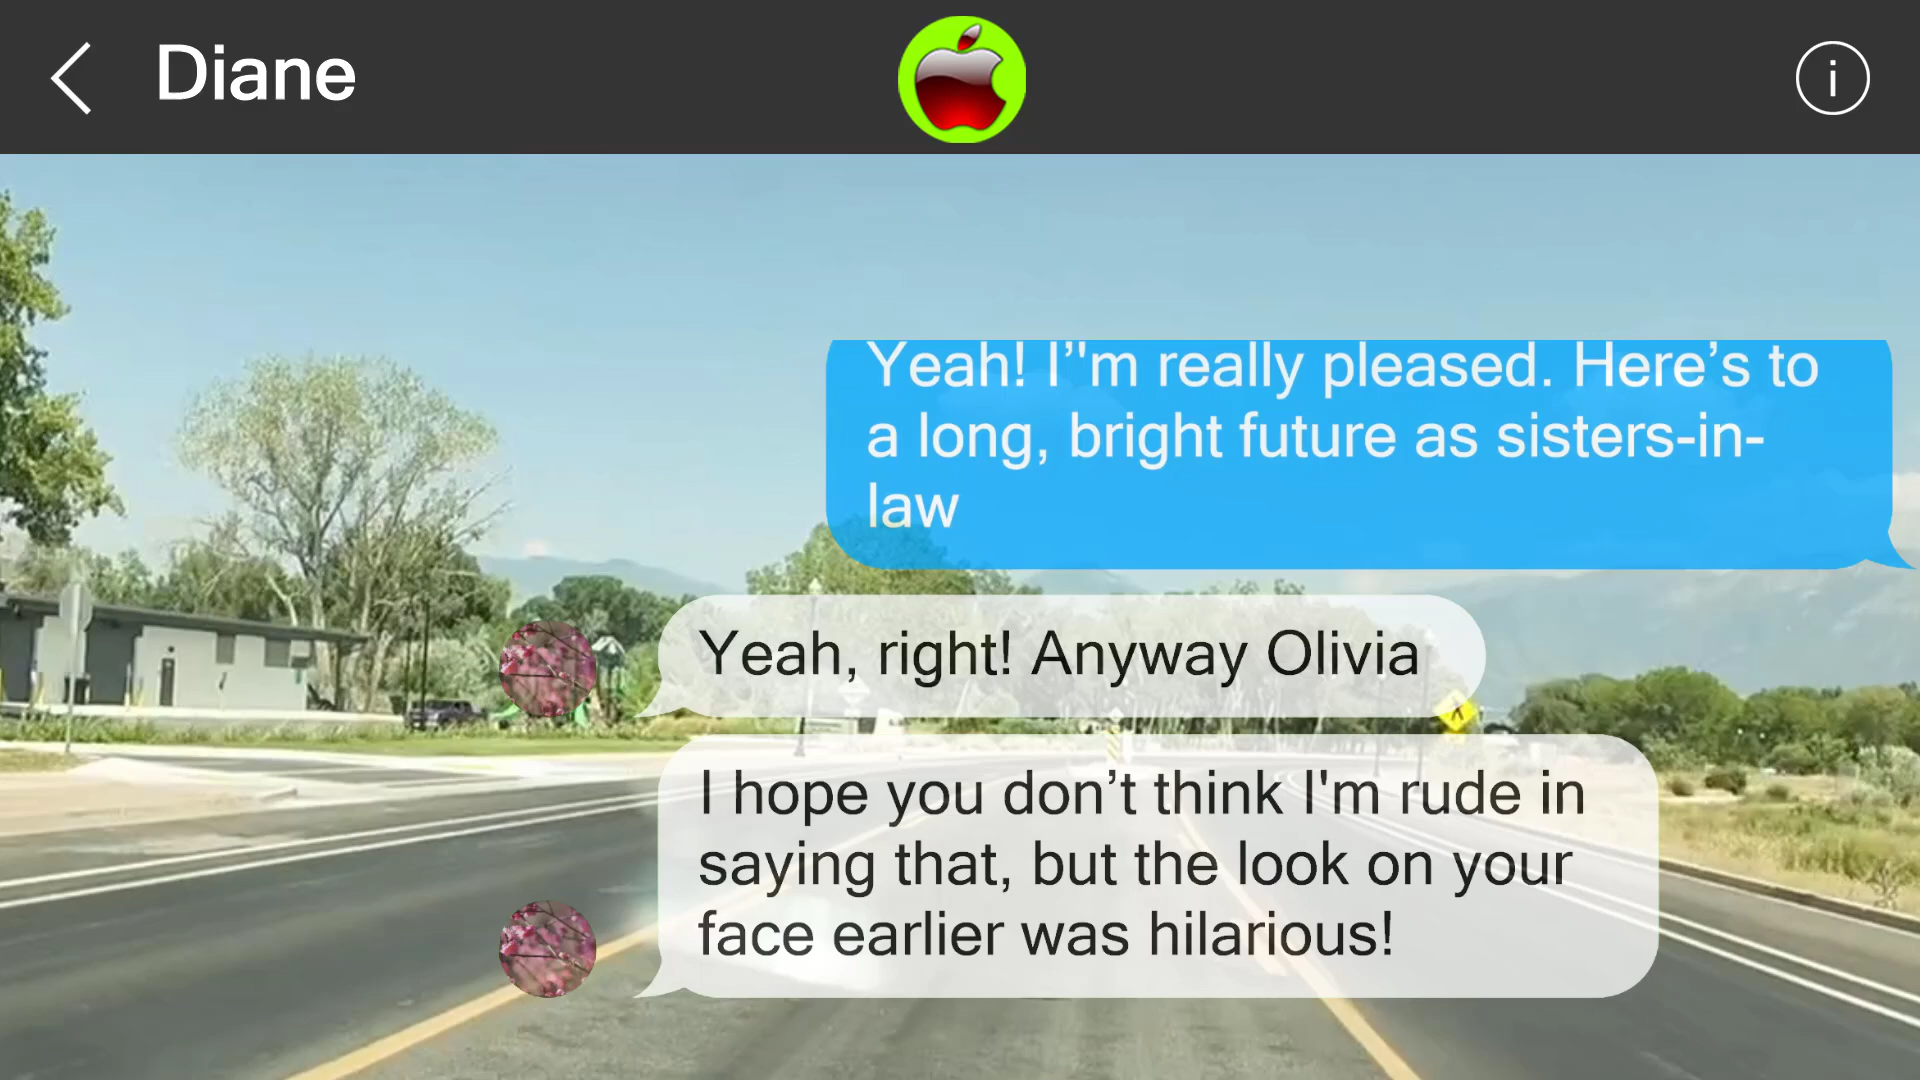 Diane
i
Yeah! I’'m really pleased. Here’s to
a long, bright future as sisters-in-
law
Yeah, right! Anyway Olivia
I hope you don’t think I'm rude in
saying that, but the look on your
face earlier was hilarious!